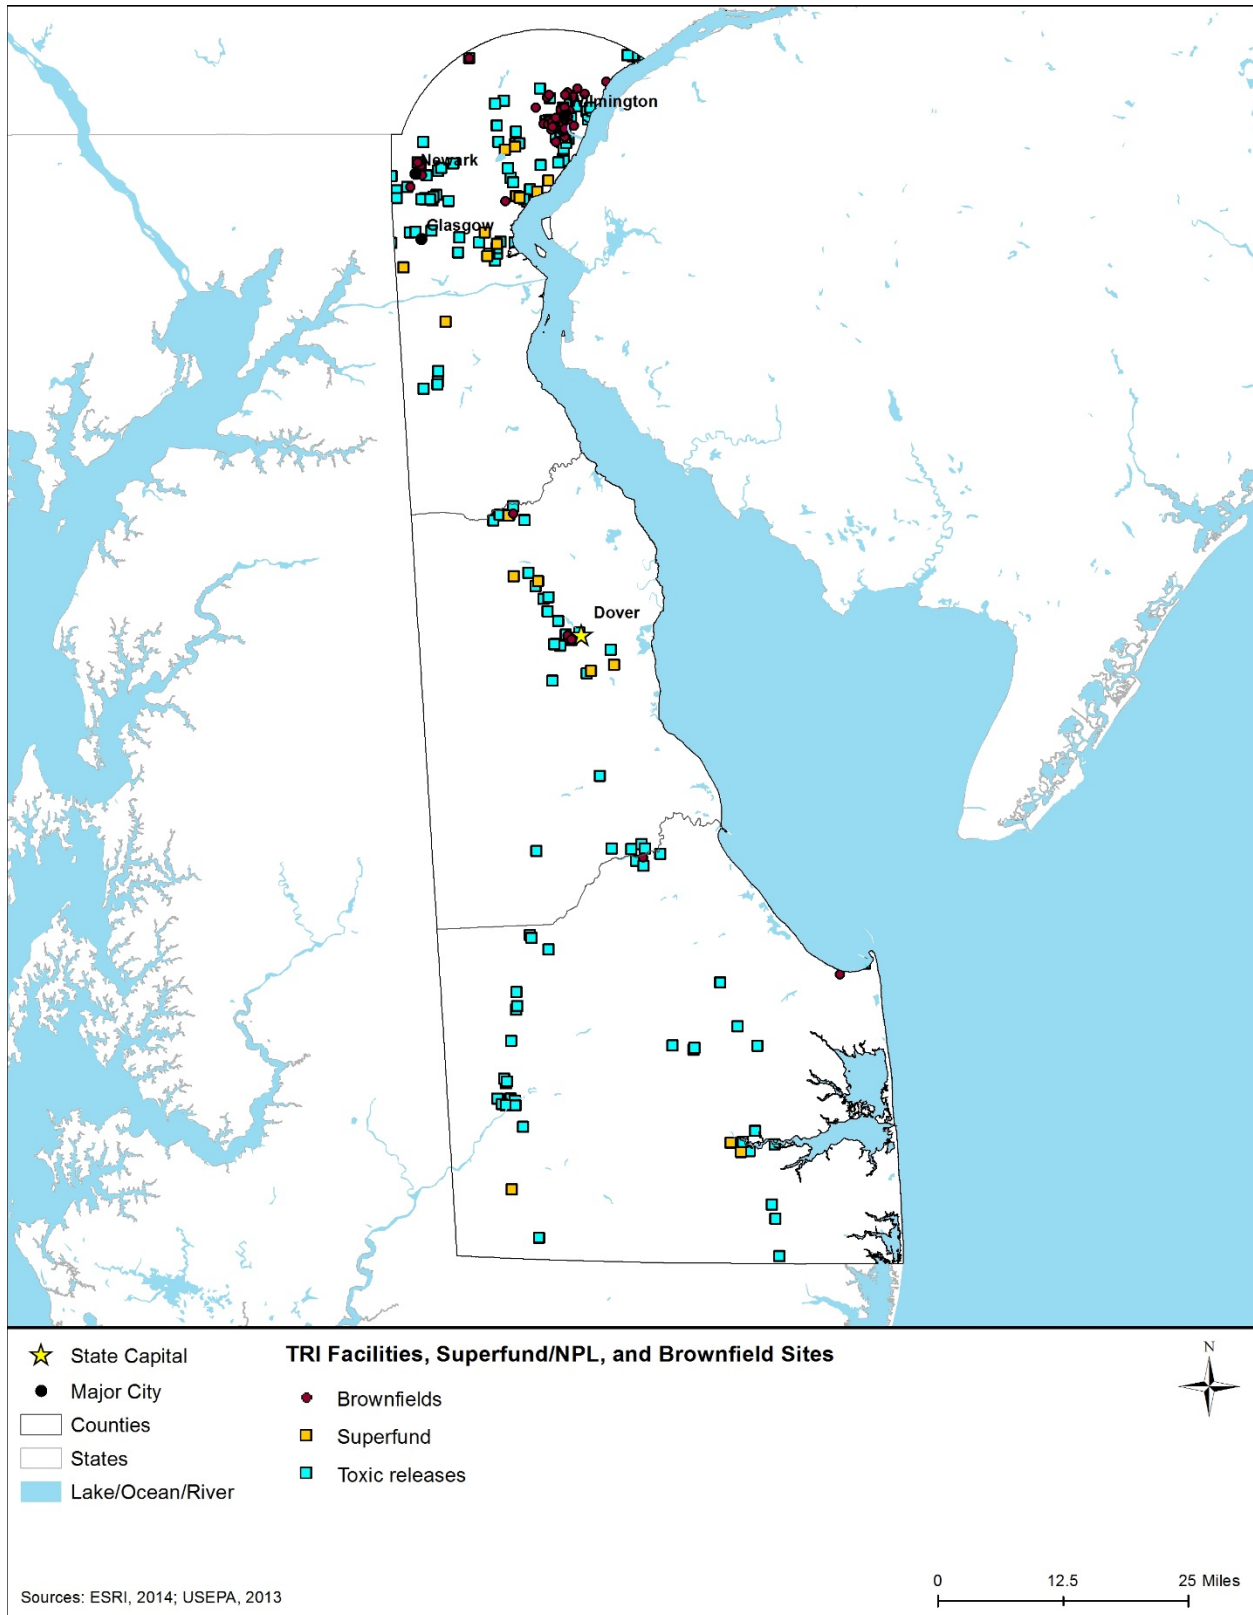 Wilmington
Newark
Glasgow
Dover
State Capital
Major City
Counties
States
Lake/Ocean/River
TRI Facilities, Superfund/NPL, and Brownfield Sites
Brownfields
Superfund
Toxic releases
N
Sources: ESRI, 2014; USEPA, 2013
0 12.5 25 Miles